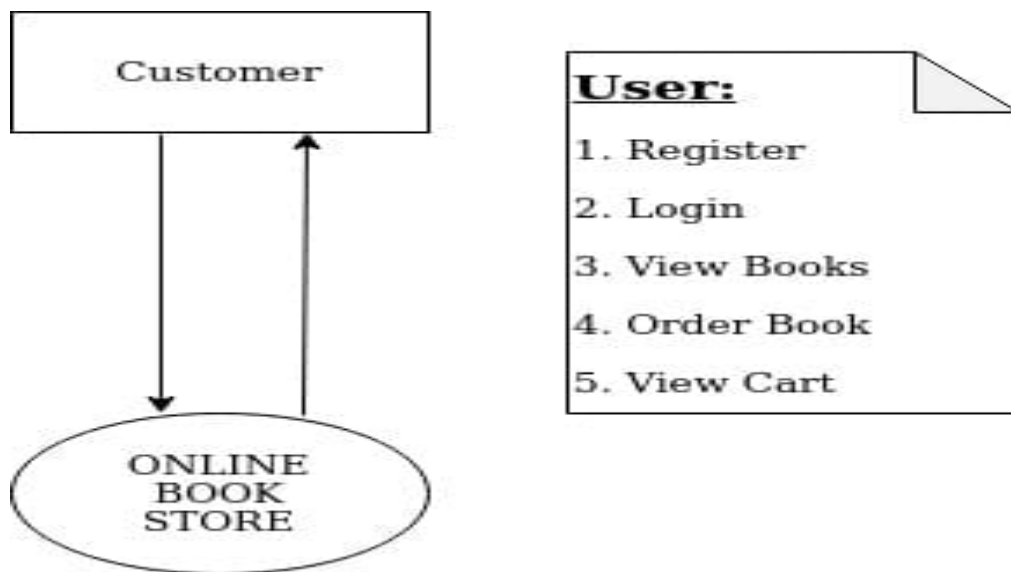 Customer
ONLINE
BOOK
STORE
User:
1. Register
2. Login
3. View Books
4. Order Book
5. View Cart